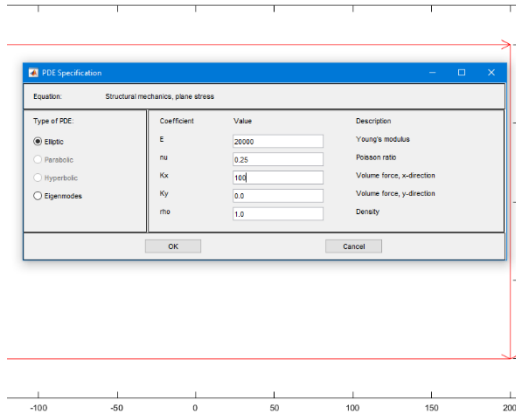 PDE Specification
Equation: Structural mechanics, plane stress
Type of PDE: Coefficient Value Description
Elliptic E 20000 Young's modulus
Parabolic nu 0.25 Poisson ratio
Hyperbolic Kx 100 Volume force, x-direction
Eigenmodes Ky 0.0 Volume force, y-direction
rho 1.0 Density
OK Cancel
-100 -50 0 50 100 150 200